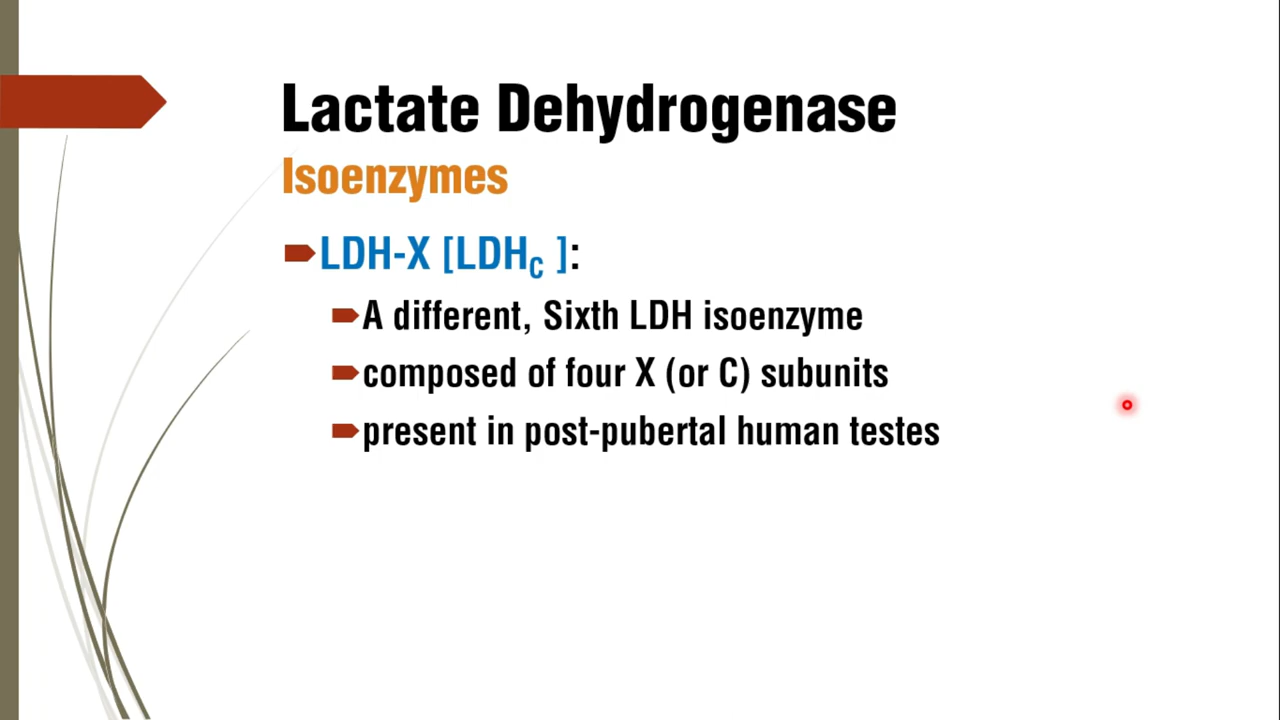 Lactate Dehydrogenase
Isoenzymes
LDH-X [LDHC ]:
A different, Sixth LDH isoenzyme
composed of four X (or C) subunits
present in post-pubertal human testes